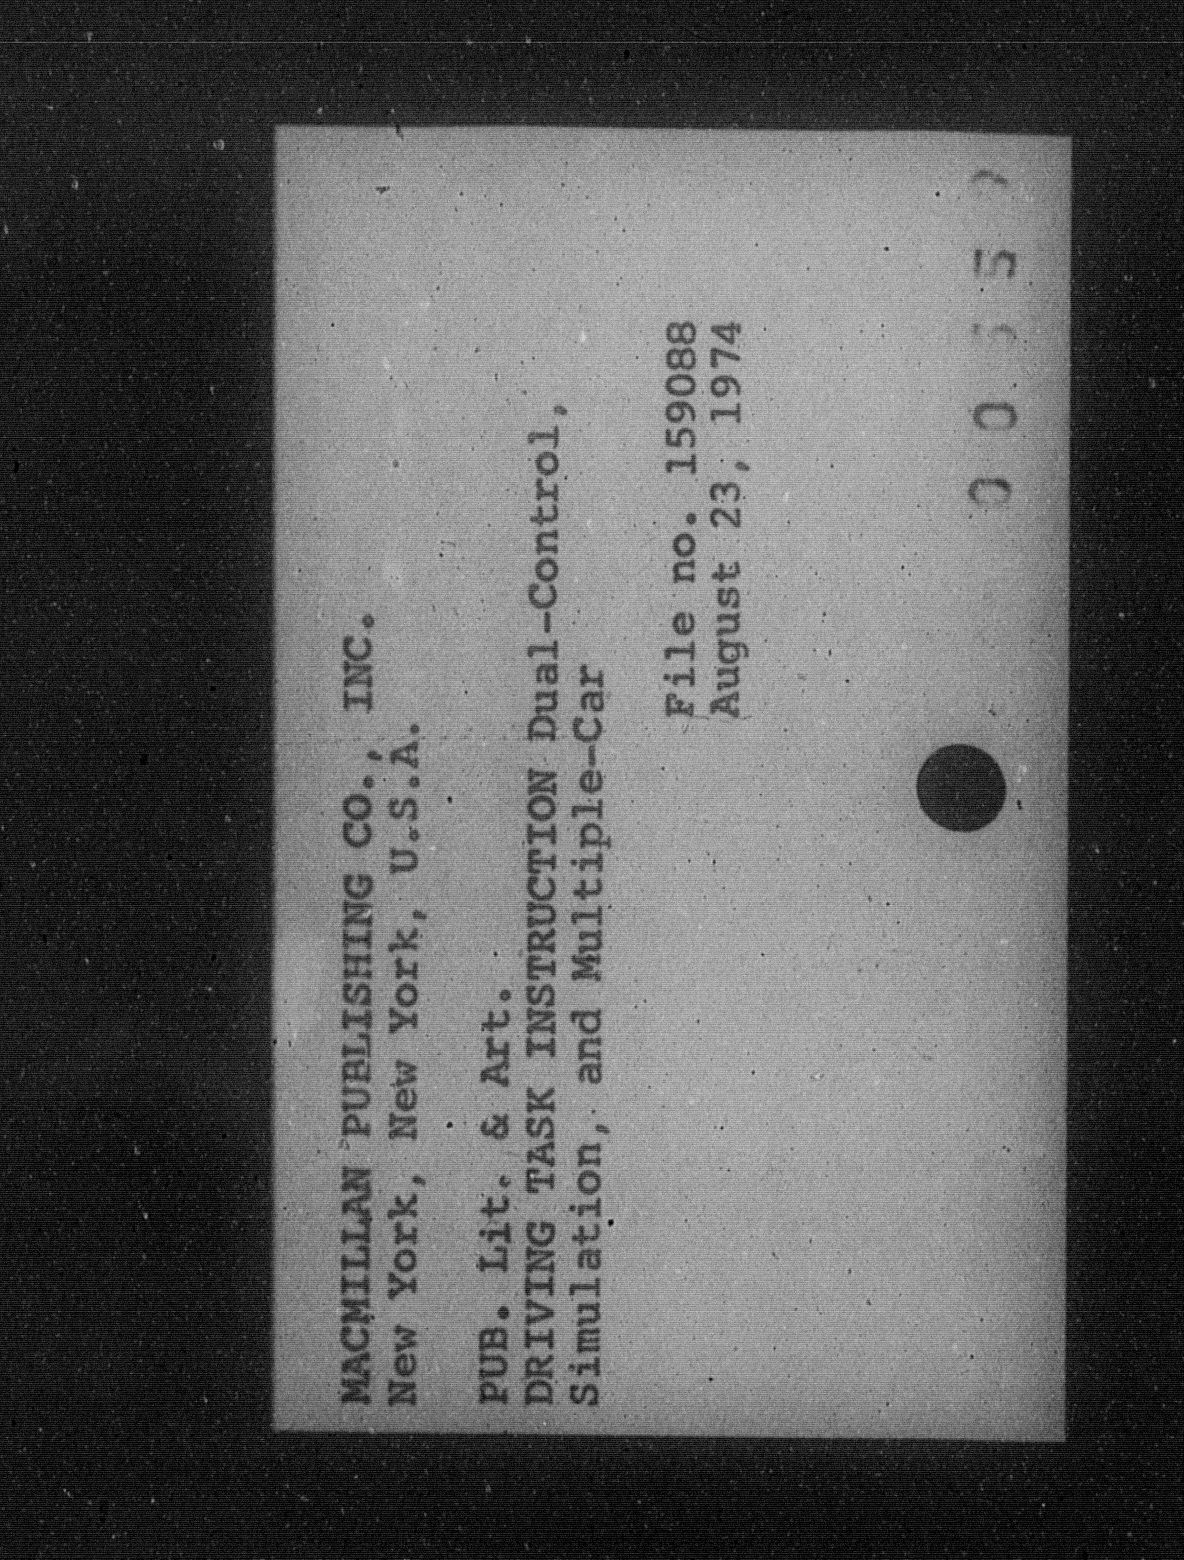 MACMILLAN PUBLISHING CO., INC.
New York, New York, U.S.A.
PUB. Lit. & Art.
DRIVING TASK INSTRUCTION Dual-Control,
Simulation, and Multiple-Car
File no. 159088
August 23, 1974